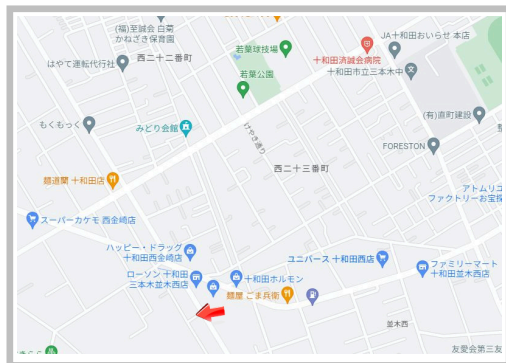 (福)至誠会 白菊
かねざき保育園
西二十二番町
はやて運転代行社
若葉球技場
若葉公園
十和田済誠会病院
JA十和田おいらせ 本店
十和田市立三本木中
もくもっく
みどり会館
けやき通り
(有)直町建設
FORESTON
西二十三番町
麺道蘭 十和田店
アトムリユ
ファクトリーお宝探
スーパーカケモ 西金崎店
ハッピー・ドラッグ
十和田西金崎店
ユニバース 十和田西店
ファミリーマート
十和田並木西店
ローソン 十和田
三本木並木西店
十和田ホルモン
麺屋 ごま兵衛
並木西
友愛会第三友